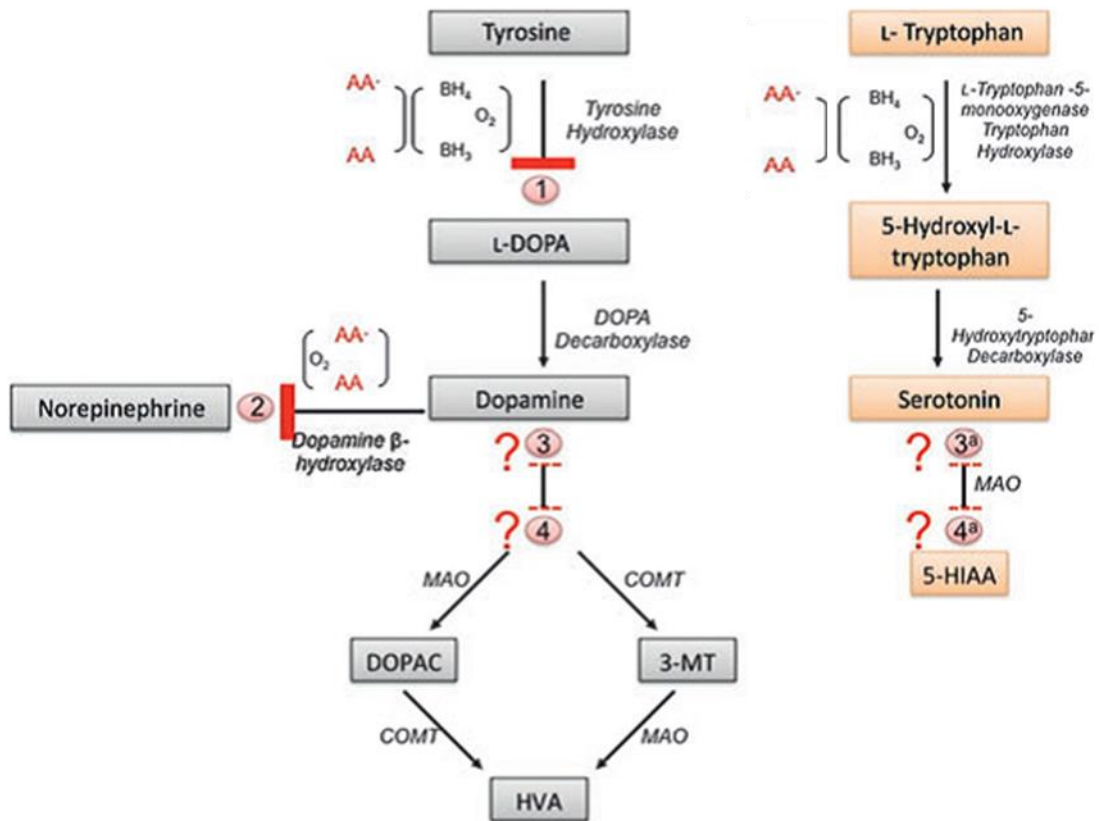 Tyrosine
AA·
BH₄
O₂
AA
BH₃
Tyrosine
Hydroxylase
1
L-DOPA
DOPA
Decarboxylase
AA·
O₂
AA
Norepinephrine
2
Dopamine β-
hydroxylase
Dopamine
? 3
? 4
MAO
COMT
DOPAC
3-MT
COMT
MAO
HVA
L- Tryptophan
AA·
BH₄
O₂
AA
BH₃
L-Tryptophan -5-
monooxygenase
Tryptophan
Hydroxylase
5-Hydroxyl-L-
tryptophan
5-
Hydroxytryptophan
Decarboxylase
Serotonin
? 3ª
MAO
? 4ª
5-HIAA